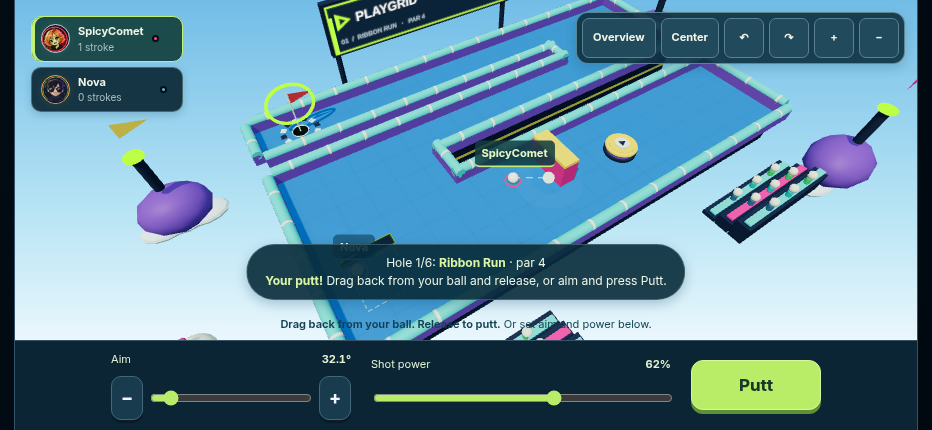 SpicyComet
1 stroke
Nova
0 strokes
PLAYGRID
01 / RIBBON RUN · PAR 4
Overview
Center
↶
↷
+
−
SpicyComet
Nova
Hole 1/6: Ribbon Run · par 4
Your putt! Drag back from your ball and release, or aim and press Putt.
Drag back from your ball. Release to putt. Or set aim and power below.
Aim
32.1°
Shot power
62%
−
+
Putt